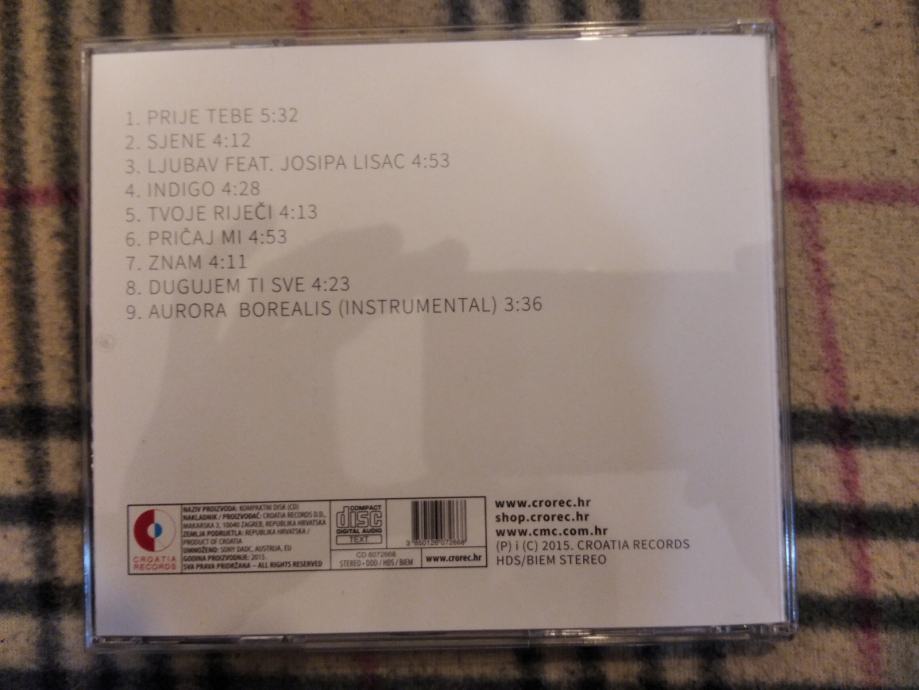 1. PRIJE TEBE 5:32
2. SJENE 4:12
3. LJUBAV FEAT. JOSIPA LISAC 4:53
4. INDIGO 4:28
5. TVOJE RIJEČI 4:13
6. PRIČAJ MI 4:53
7. ZNAM 4:11
8. DUGUJEM TI SVE 4:23
9. AURORA BOREALIS (INSTRUMENTAL) 3:36
CROATIA
RECORDS
NAZIV PROIZVODA: KOMPAKTNI DISK (CD)
NAKLADNIK / PROIZVOĐAČ: CROATIA RECORDS D.D.,
MAKARSKA 3, 10040 ZAGREB, REPUBLIKA HRVATSKA
ZEMLJA PODRIJETLA: REPUBLIKA HRVATSKA /
PRODUCT OF CROATIA
UMNOŽENO: SONY DADC, AUSTRIJA, EU
GODINA PROIZVODNJE: 2015.
SVA PRAVA PRIDRŽANA – ALL RIGHTS RESERVED
COMPACT
disc
DIGITAL AUDIO
TEXT
CD 6072668
STEREO • DDD / HDS / BIEM
3 850126 072668
www.crorec.hr
www.crorec.hr
shop.crorec.hr
www.cmc.com.hr
(P) i (C) 2015. CROATIA RECORDS
HDS/BIEM STEREO